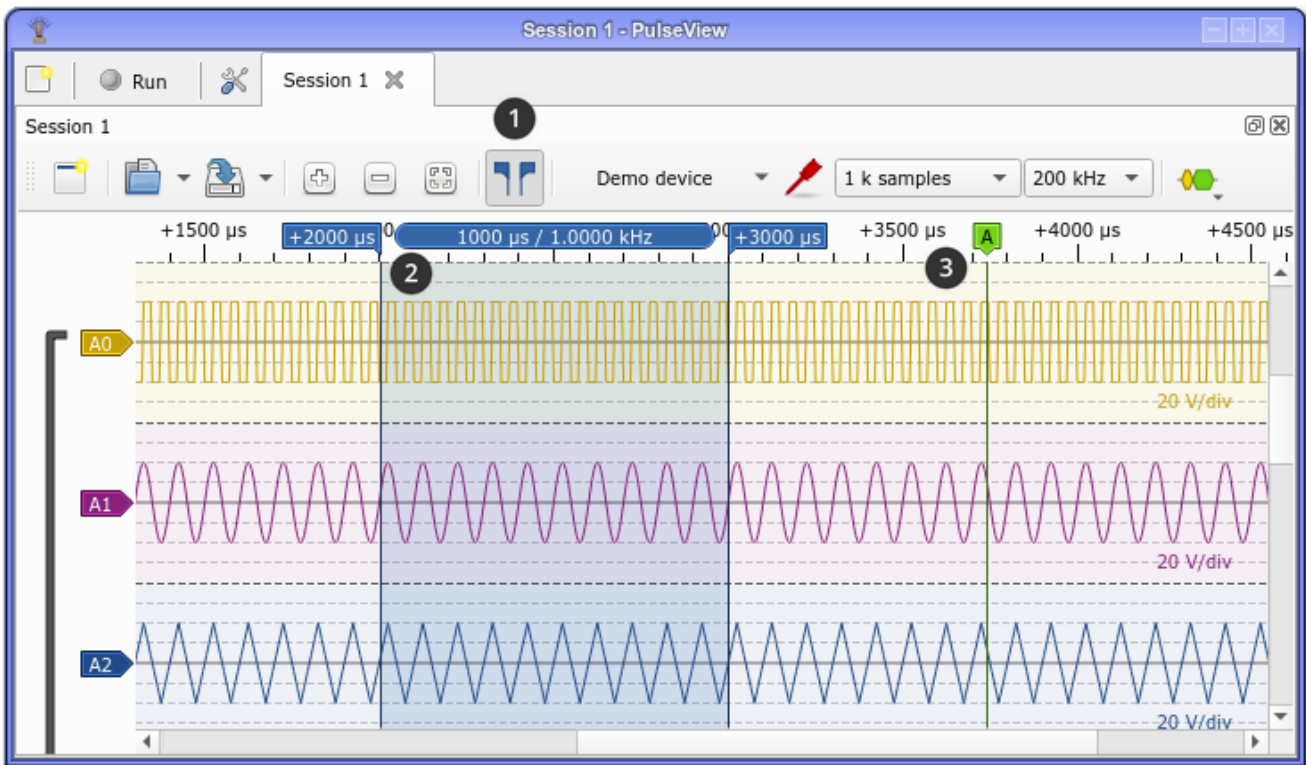 Session 1 - PulseView
Run
Session 1
1
Session 1
Demo device
1 k samples
200 kHz
+1500 µs
+2000 µs
1000 µs / 1.0000 kHz
+3000 µs
+3500 µs
A
+4000 µs
+4500 µs
2
3
A0
20 V/div
A1
20 V/div
A2
20 V/div